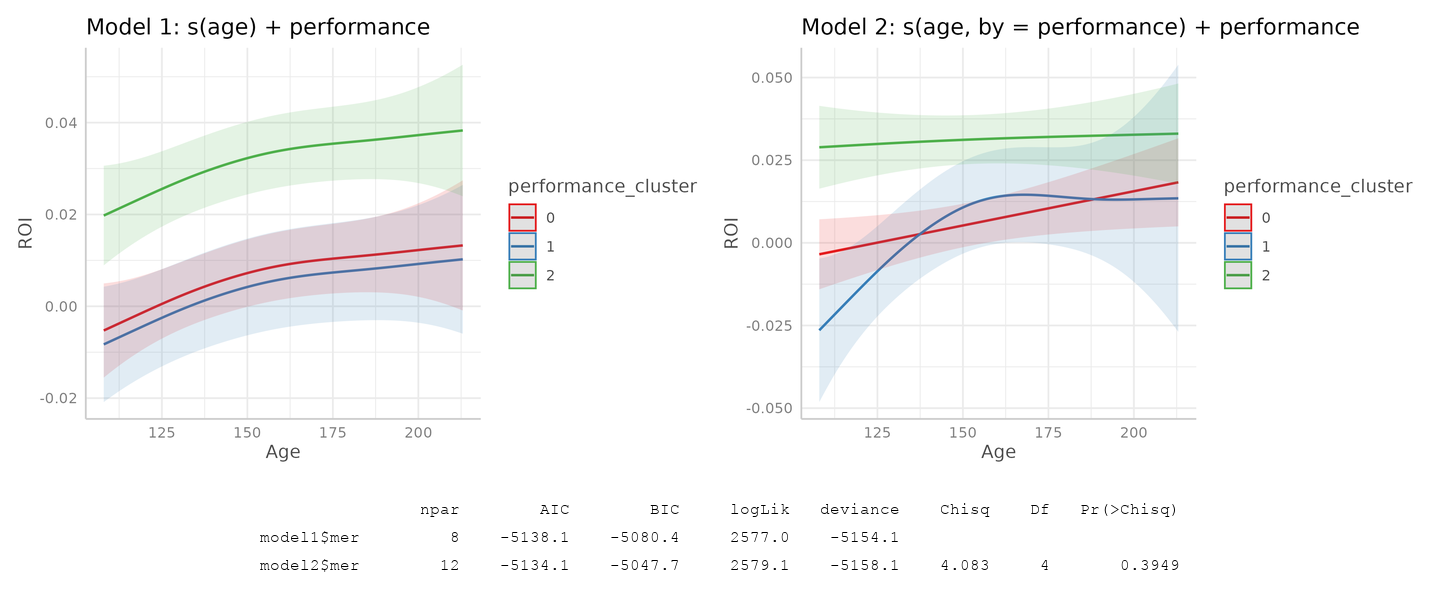 Model 1: s(age) + performance
0.04
0.02
0.00
-0.02
ROI
125 150 175 200
Age
performance_cluster
0
1
2
Model 2: s(age, by = performance) + performance
0.050
0.025
0.000
-0.025
-0.050
ROI
125 150 175 200
Age
performance_cluster
0
1
2
npar AIC BIC logLik deviance Chisq Df Pr(>Chisq)
model1$mer 8 -5138.1 -5080.4 2577.0 -5154.1
model2$mer 12 -5134.1 -5047.7 2579.1 -5158.1 4.083 4 0.3949